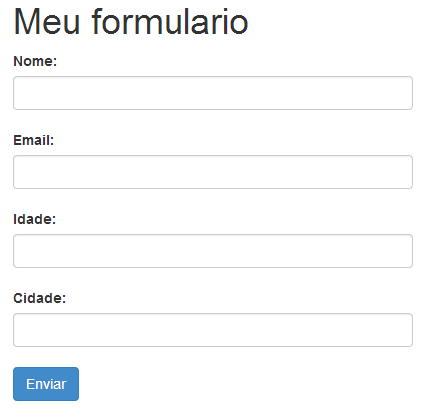 Meu formulario
Nome:
Email:
Idade:
Cidade:
Enviar